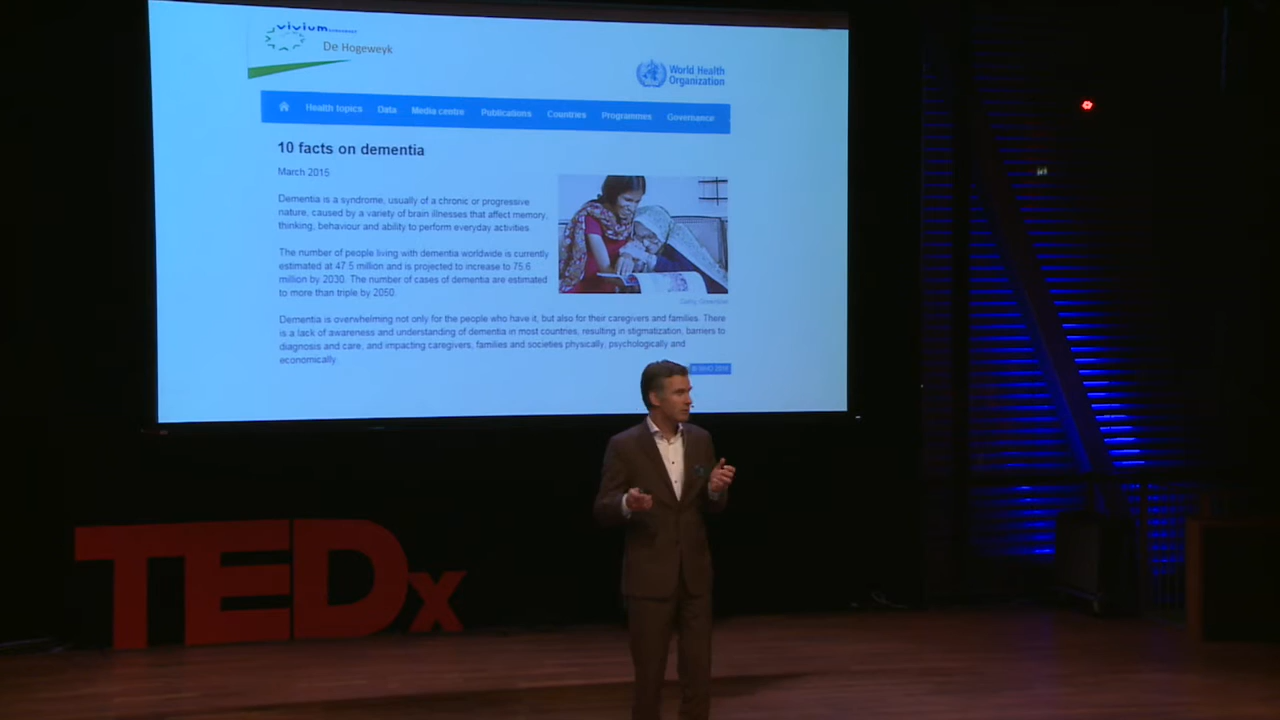 vivium
De Hogeweyk
World Health
Organization
Health topics Data Media centre Publications Countries Programmes Governance
10 facts on dementia
March 2015
Dementia is a syndrome, usually of a chronic or progressive
nature, caused by a variety of brain illnesses that affect memory,
thinking, behaviour and ability to perform everyday activities.
The number of people living with dementia worldwide is currently
estimated at 47.5 million and is projected to increase to 75.6
million by 2030. The number of cases of dementia are estimated
to more than triple by 2050.
Dementia is overwhelming not only for the people who have it, but also for their caregivers and families. There
is a lack of awareness and understanding of dementia in most countries, resulting in stigmatization, barriers to
diagnosis and care, and impacting caregivers, families and societies physically, psychologically and
economically.
TEDx